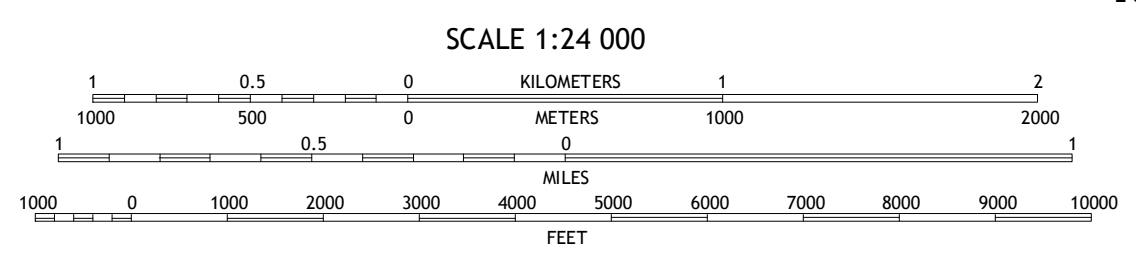 SCALE 1:24 000
1 0.5 0 KILOMETERS 1 2
1000 500 0 METERS 1000 2000
1 0.5 0 1
MILES
1000 0 1000 2000 3000 4000 5000 6000 7000 8000 9000 10000
FEET